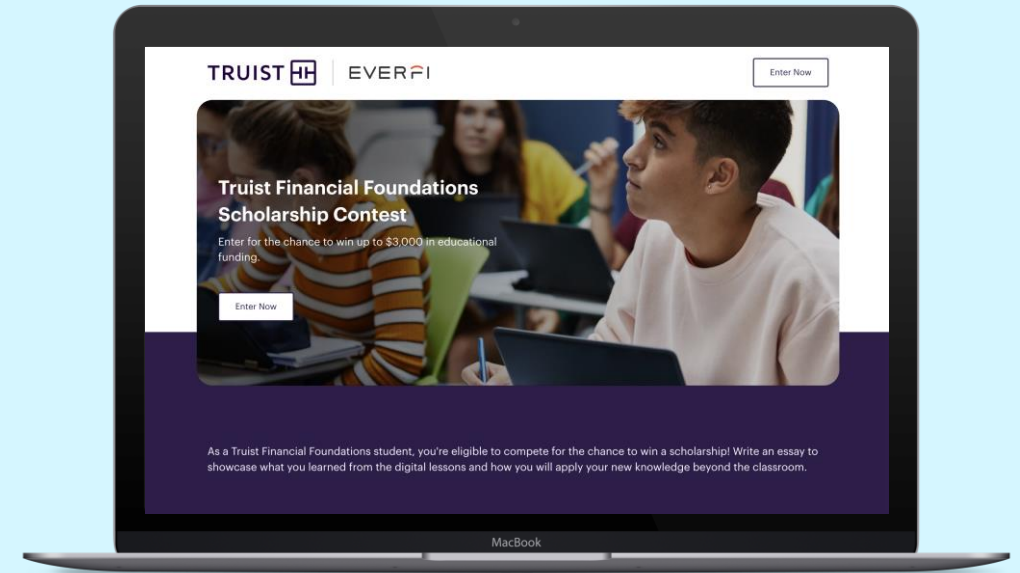 TRUIST
EVERFI
Enter Now
Truist Financial Foundations
Scholarship Contest
Enter for the chance to win up to $3,000 in educational
funding.
Enter Now
As a Truist Financial Foundations student, you're eligible to compete for the chance to win a scholarship! Write an essay to
showcase what you learned from the digital lessons and how you will apply your new knowledge beyond the classroom.
MacBook